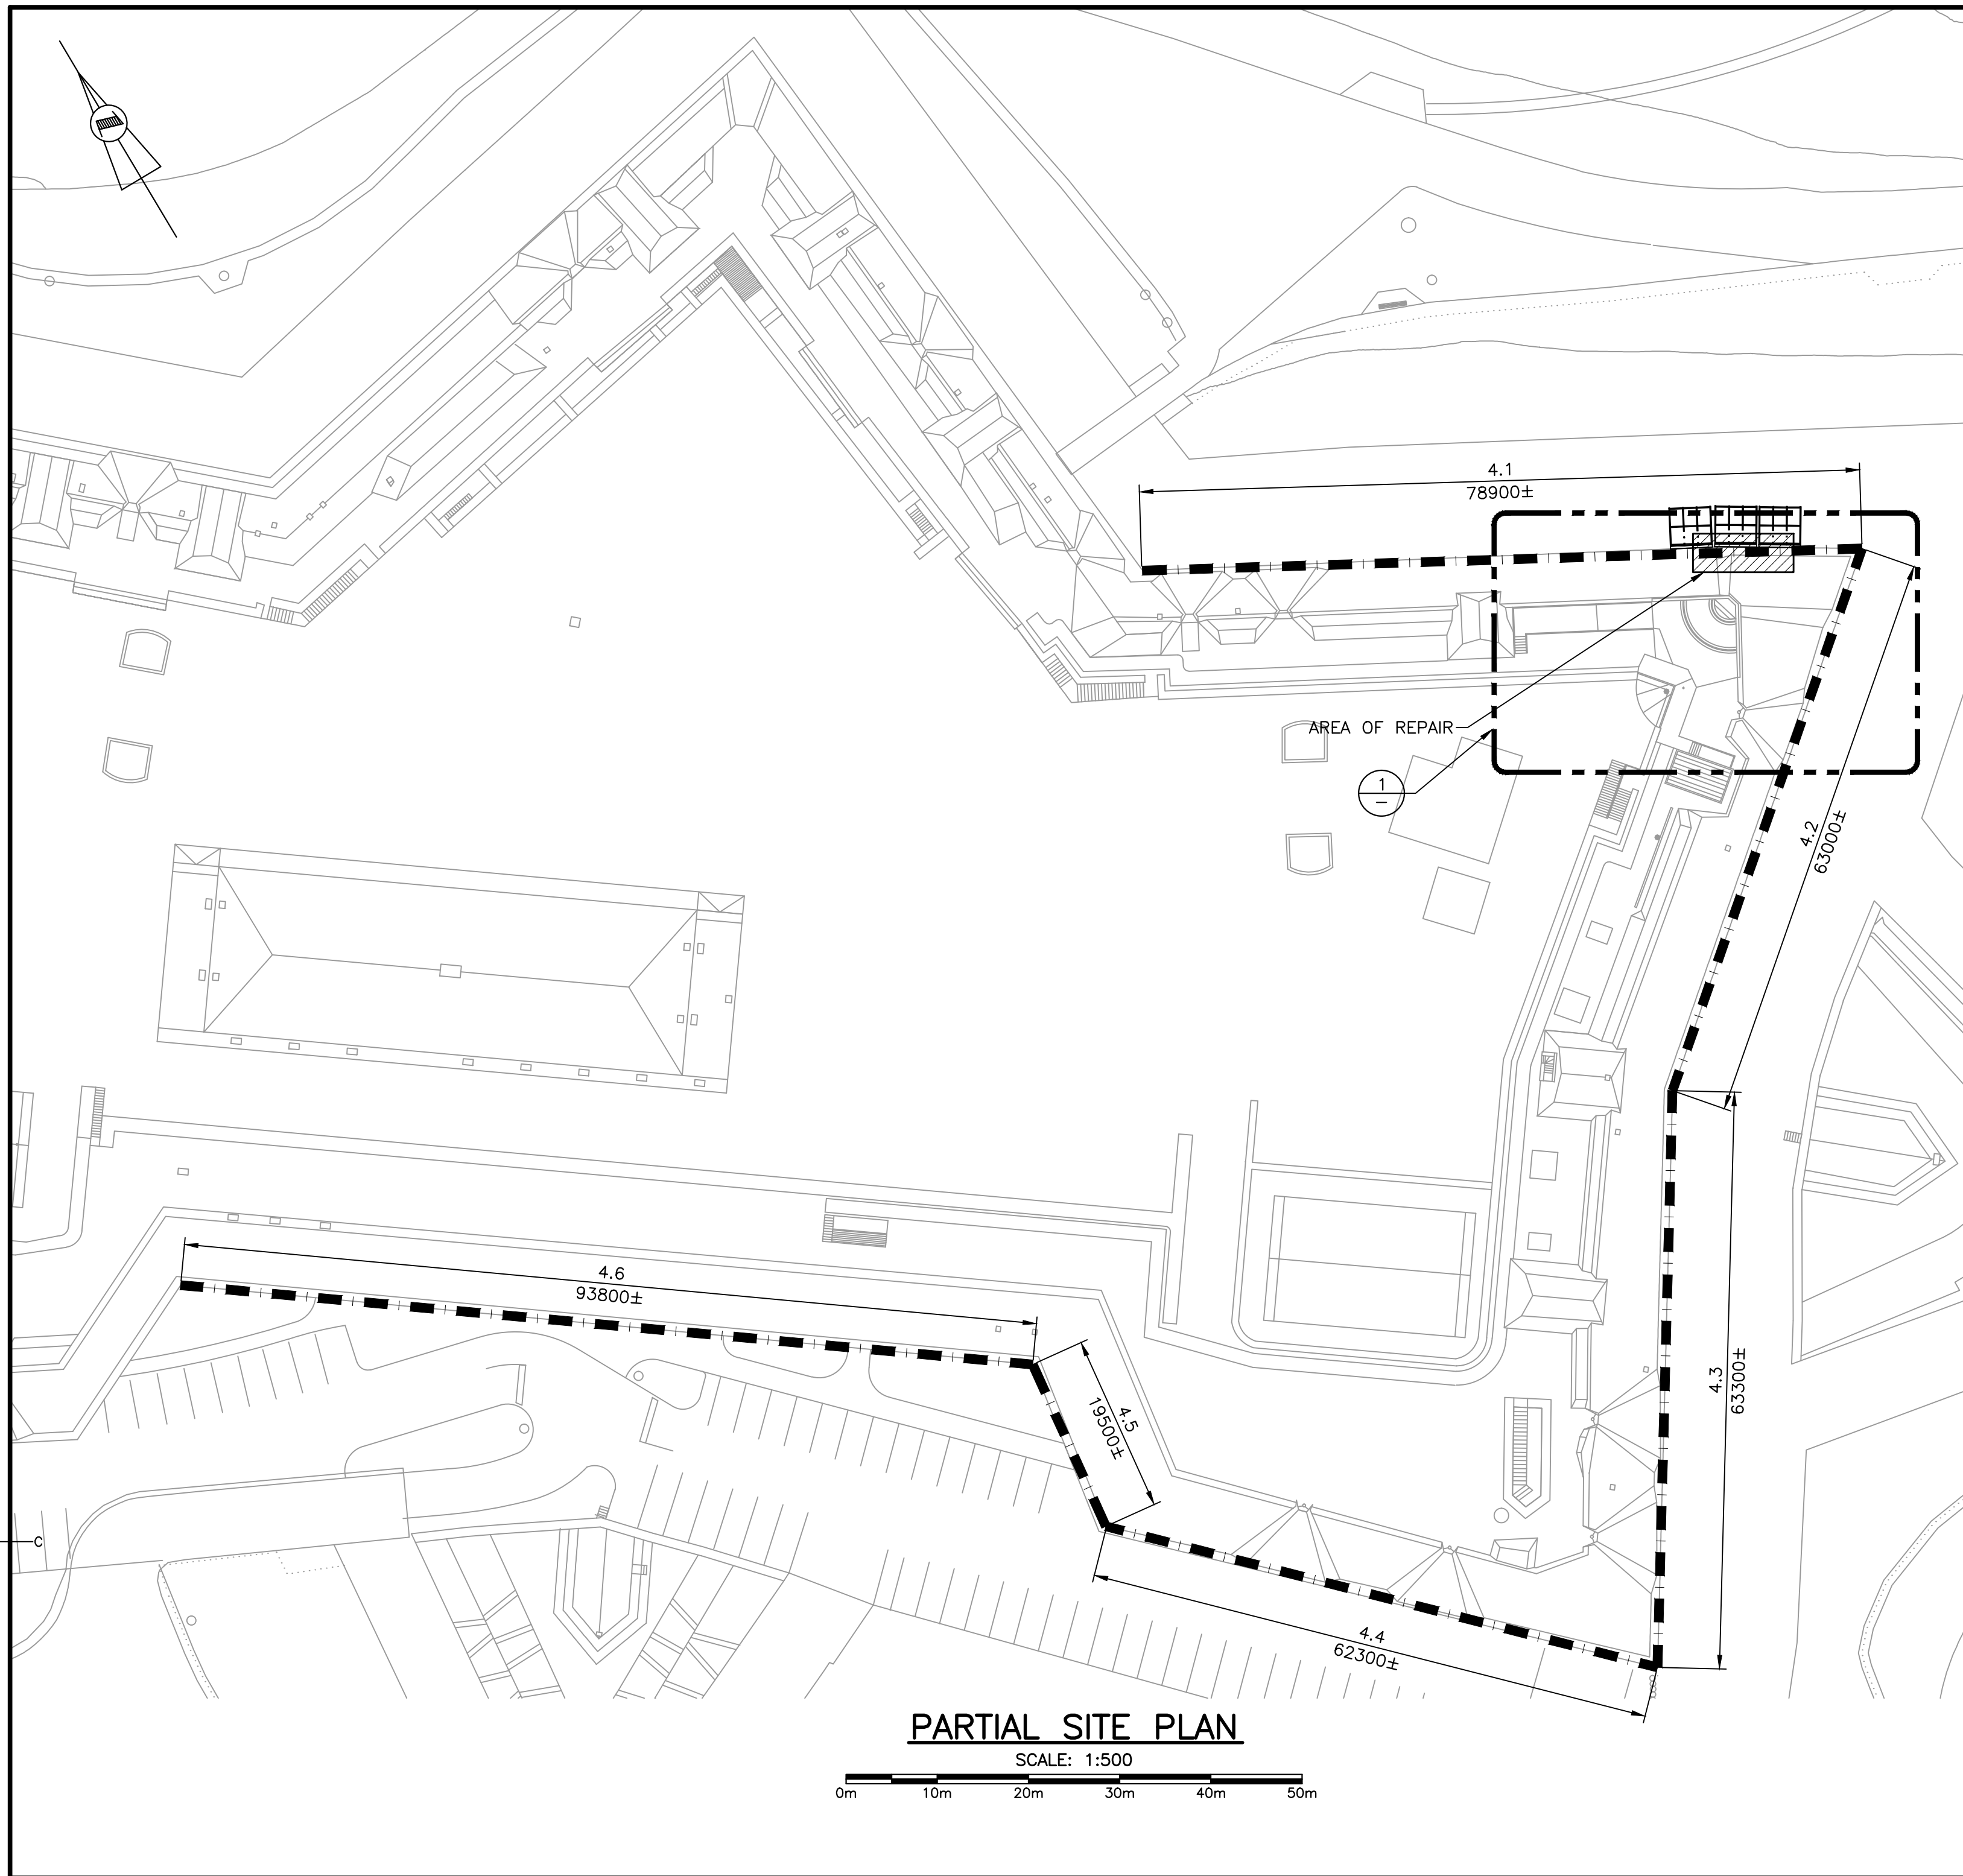 4.1
78900±
AREA OF REPAIR
1
–
4.2
63000±
4.6
93800±
4.5
19500±
4.3
63300±
C
4.4
62300±
PARTIAL SITE PLAN
SCALE: 1:500
0m 10m 20m 30m 40m 50m